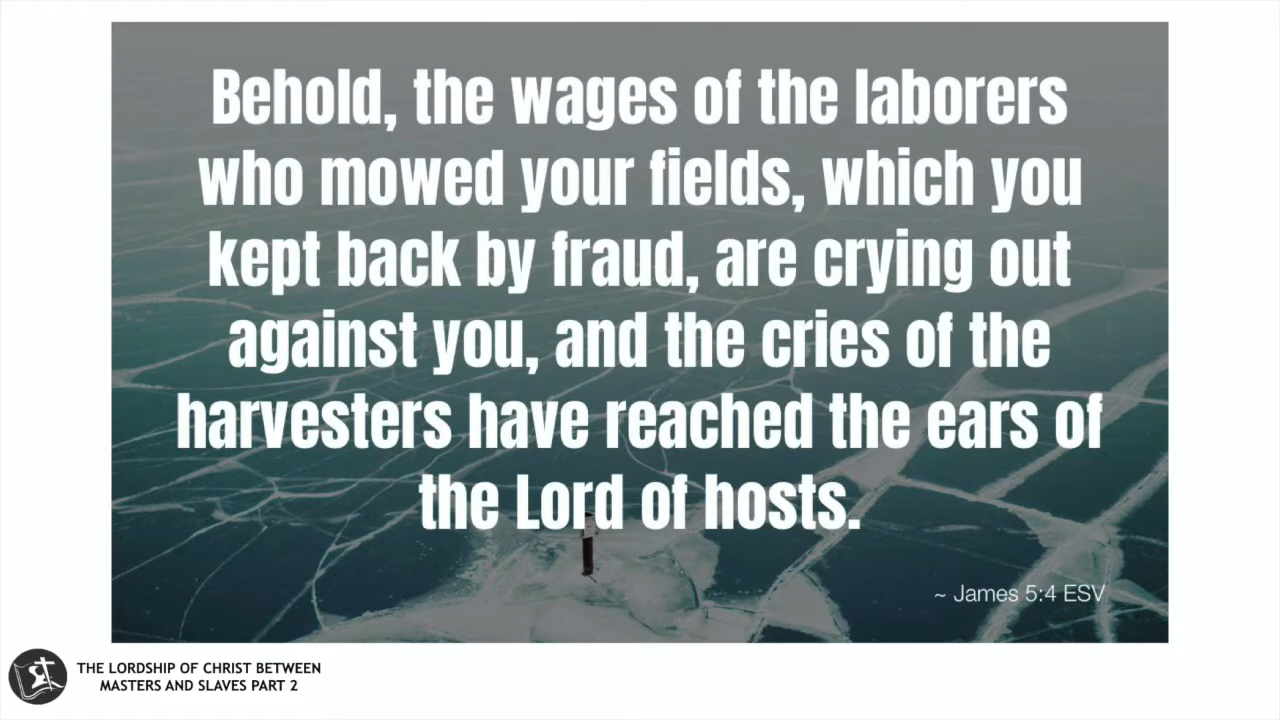 Behold, the wages of the laborers
who mowed your fields, which you
kept back by fraud, are crying out
against you, and the cries of the
harvesters have reached the ears of
the Lord of hosts.
~ James 5:4 ESV
THE LORDSHIP OF CHRIST BETWEEN
MASTERS AND SLAVES PART 2